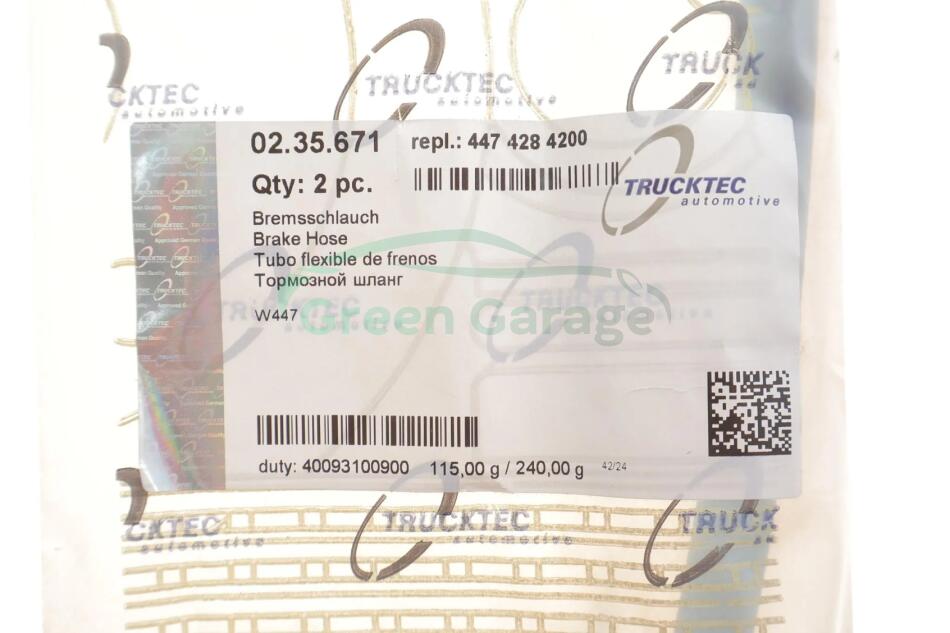 CKTEC
automotive
TRUCKTEC
automotive
TRUCK
au
02.35.671 repl.: 447 428 4200
Qty: 2 pc.
TRUCKTEC
automotive
Bremsschlauch
Brake Hose
Tubo flexible de frenos
Тормозной шланг
W447
Green Garage
duty: 40093100900 115,00 g / 240,00 g 42/24
CKTEC
automotive
TRUCKTEC
automotive
TRUCK